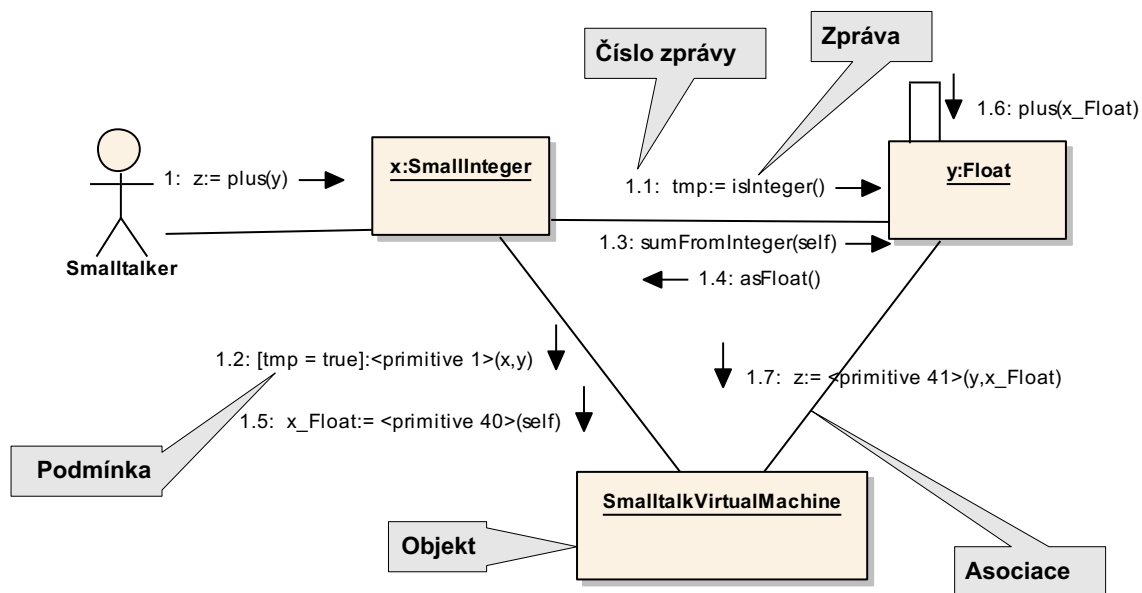 Číslo zprávy
Zpráva
1.6: plus(x_Float)
1: z:= plus(y)
x:SmallInteger
1.1: tmp:= isInteger()
y:Float
Smalltalker
1.3: sumFromInteger(self)
1.4: asFloat()
1.2: [tmp = true]:<primitive 1>(x,y)
1.7: z:= <primitive 41>(y,x_Float)
1.5: x_Float:= <primitive 40>(self)
Podmínka
SmalltalkVirtualMachine
Objekt
Asociace